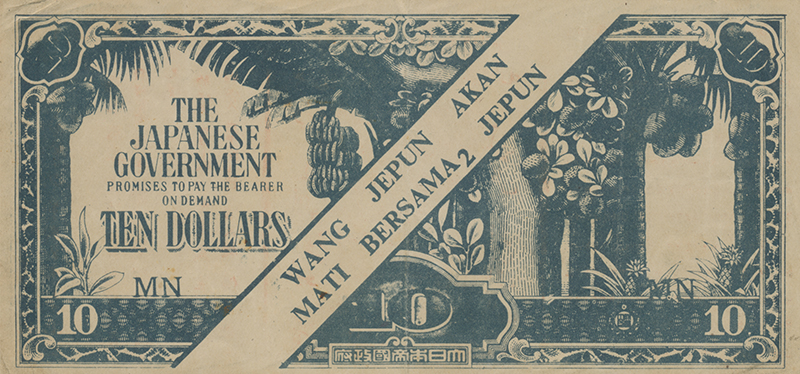 10
10
THE
JAPANESE
GOVERNMENT
PROMISES TO PAY THE BEARER
ON DEMAND
TEN DOLLARS
WANG JEPUN AKAN
MATI BERSAMA2 JEPUN
MN
MN
10
10
10
大日本帝國政府